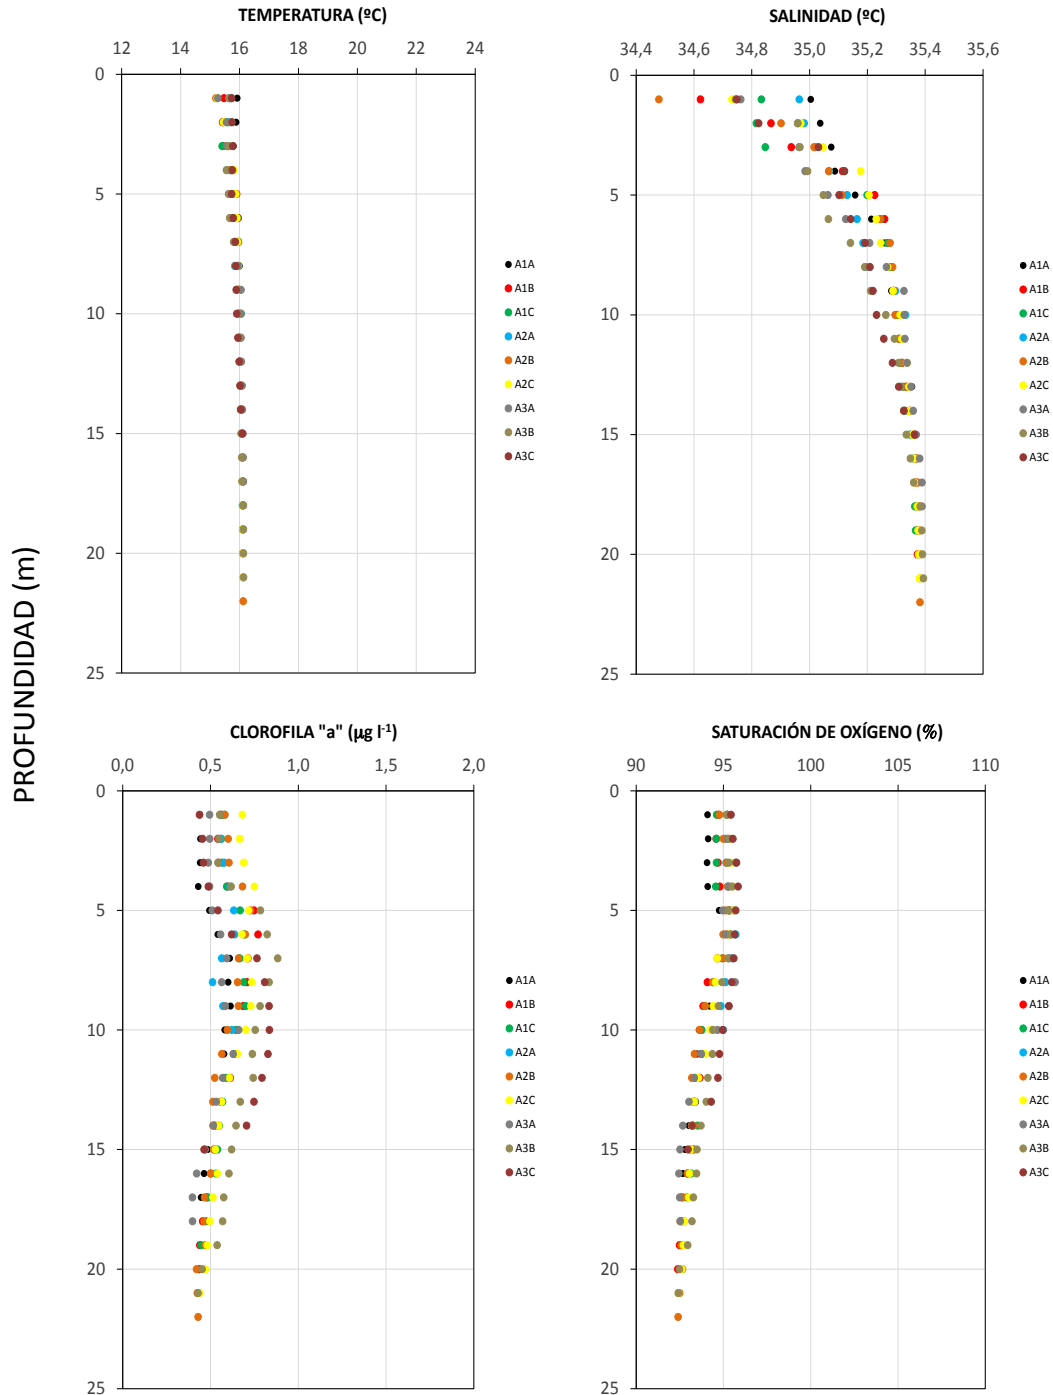 TEMPERATURA (ºC)
12 14 16 18 20 22 24
0
5
10
15
20
25
A1A
A1B
A1C
A2A
A2B
A2C
A3A
A3B
A3C
SALINIDAD (ºC)
34,4 34,6 34,8 35,0 35,2 35,4 35,6
0
5
10
15
20
25
A1A
A1B
A1C
A2A
A2B
A2C
A3A
A3B
A3C
PROFUNDIDAD (m)
CLOROFILA "a" (µg l-1)
0,0 0,5 1,0 1,5 2,0
0
5
10
15
20
25
A1A
A1B
A1C
A2A
A2B
A2C
A3A
A3B
A3C
SATURACIÓN DE OXÍGENO (%)
90 95 100 105 110
0
5
10
15
20
25
A1A
A1B
A1C
A2A
A2B
A2C
A3A
A3B
A3C